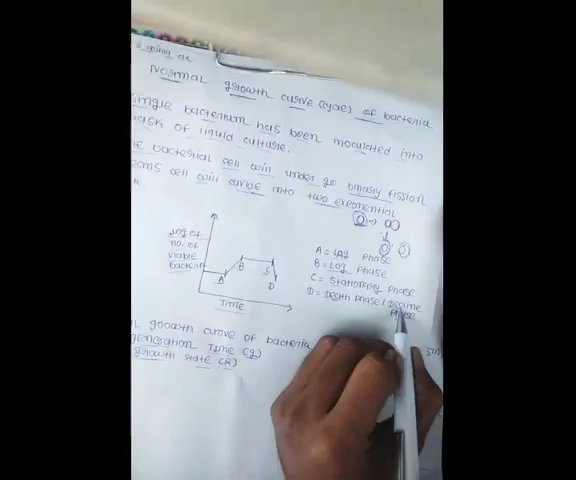 Normal growth curve (cycle) of bacteria
single bacterium has been inoculated into
flask of liquid culture.
bacterial cell will under go binary fission
cell will divide into two exponential
Log of
no. of
viable
bacteria
A
B
C
D
Time
A = LAg phase
B = Log phase
C = Stationary phase
D = Death phase / Decline
phase
growth curve of bacteria
generation Time (g)
growth rate (R)